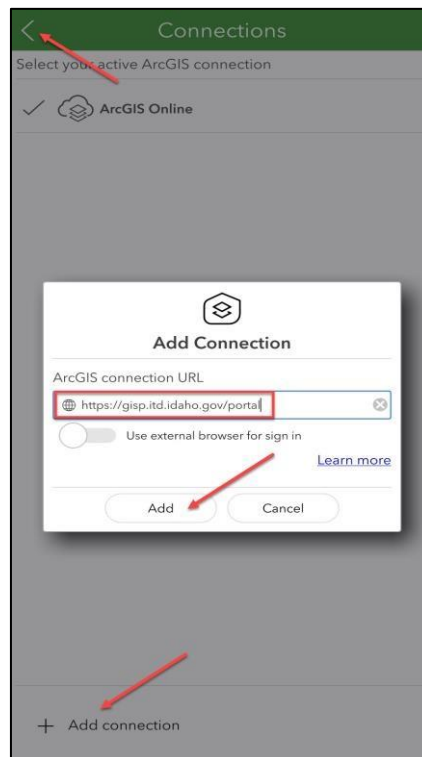 Connections
Select your active ArcGIS connection
ArcGIS Online
Add Connection
ArcGIS connection URL
https://gisp.itd.idaho.gov/portal
Use external browser for sign in
Learn more
Add
Cancel
+ Add connection